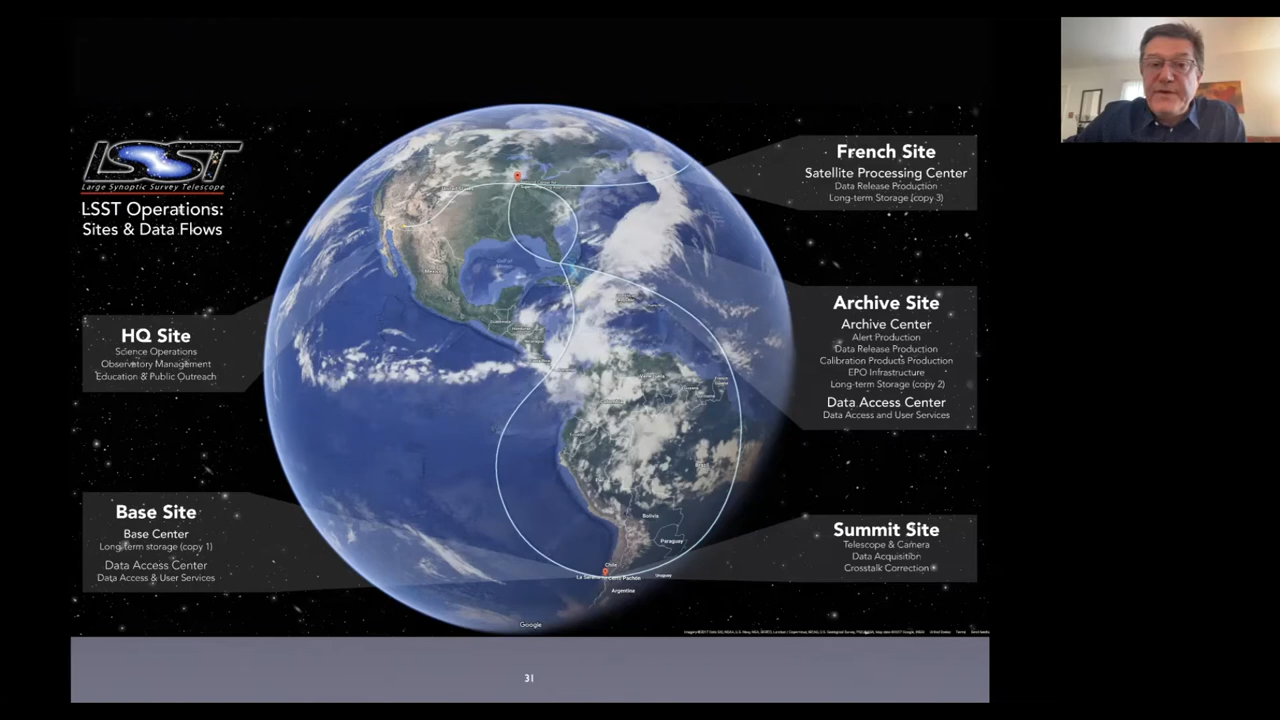 LSST
Large Synoptic Survey Telescope
LSST Operations:
Sites & Data Flows
French Site
Satellite Processing Center
Data Release Production
Long-term Storage (copy 3)
HQ Site
Science Operations
Observatory Management
Education & Public Outreach
Archive Site
Archive Center
Alert Production
Data Release Production
Calibration Products Production
EPO Infrastructure
Long-term Storage (copy 2)
Data Access Center
Data Access and User Services
Base Site
Base Center
Long-term storage (copy 1)
Data Access Center
Data Access & User Services
Summit Site
Telescope & Camera
Data Acquisition
Crosstalk Correction
Mexico
Bolivia
Paraguay
Chile
Uruguay
Argentina
Google
31